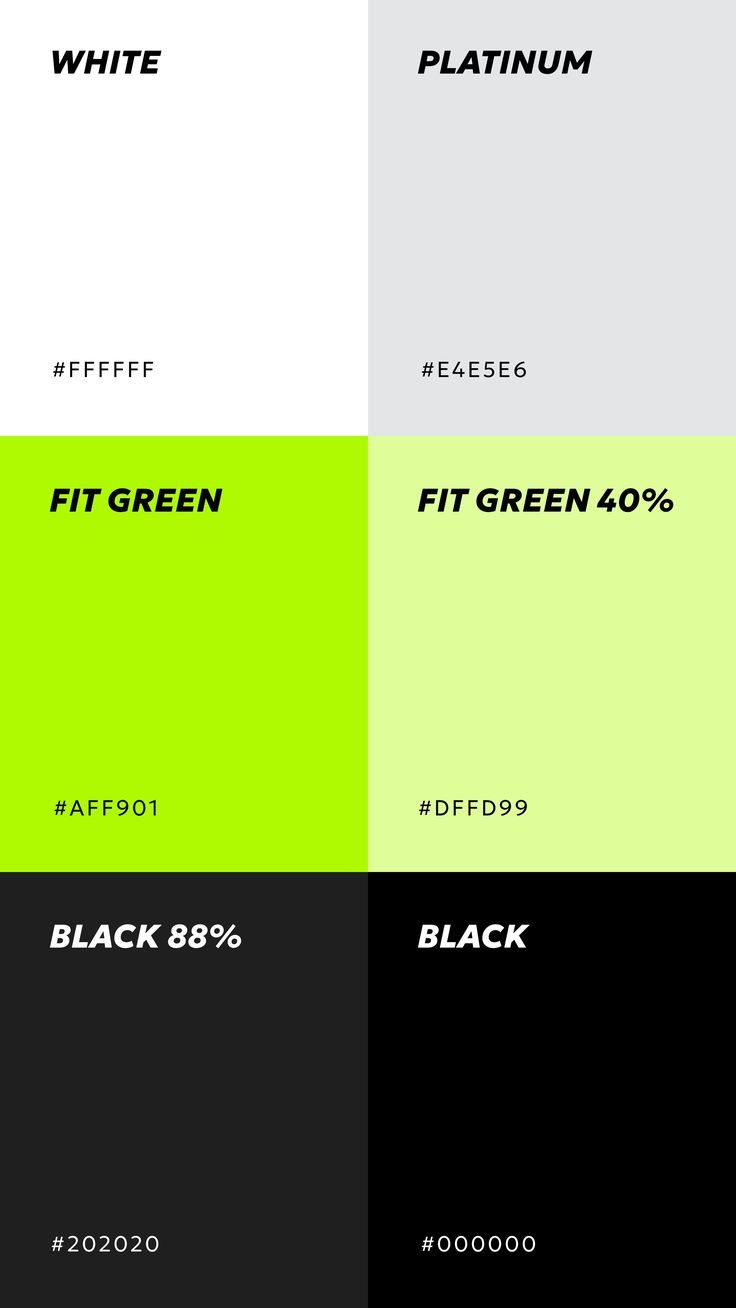 WHITE
PLATINUM
#FFFFFF
#E4E5E6
FIT GREEN
FIT GREEN 40%
#AFF901
#DFFD99
BLACK 88%
BLACK
#202020
#000000